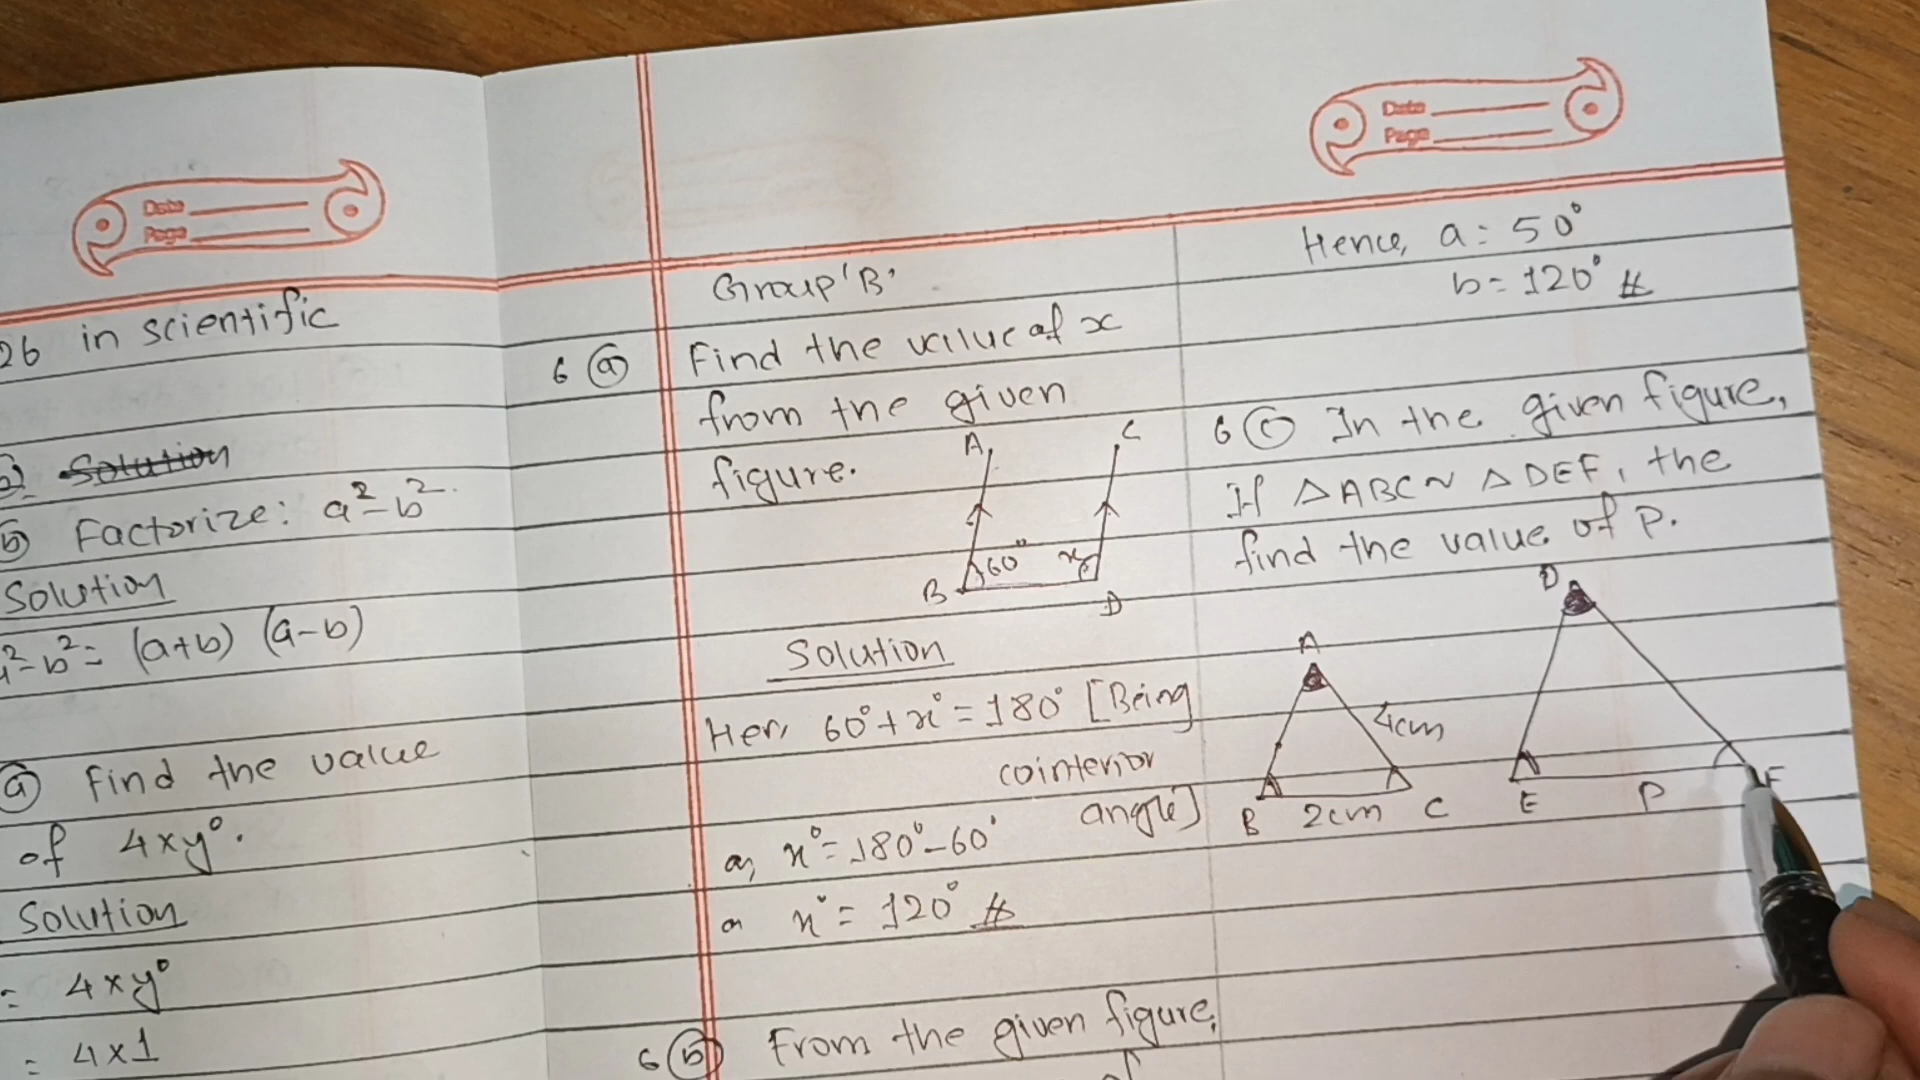 Date
Page
26 in scientific
Solution
b Factorize: a²-b².
Solution
a²-b²= (a+b) (a-b)
a Find the value
of 4xy°.
Solution
= 4xy°
= 4x1
Date
Page
Group 'B'
6 a Find the value of x
from the given
figure.
A C
60° x
B D
Solution
Her, 60°+x°=180° [Being
cointerior
angle]
or, x°=180°-60°
or x°= 120°
6 b From the given figure,
Hence, a= 50°
b= 120°
6 c In the given figure,
If △ABC~ △DEF, the
find the value of P.
A D
4cm
B 2cm C E P F